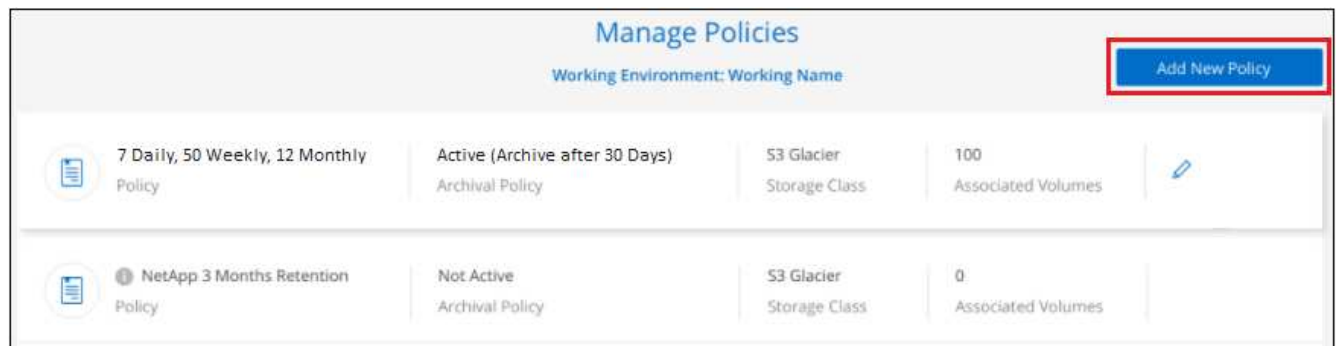 Manage Policies
Working Environment: Working Name
Add New Policy
7 Daily, 50 Weekly, 12 Monthly
Policy
Active (Archive after 30 Days)
Archival Policy
S3 Glacier
Storage Class
100
Associated Volumes
NetApp 3 Months Retention
Policy
Not Active
Archival Policy
S3 Glacier
Storage Class
0
Associated Volumes